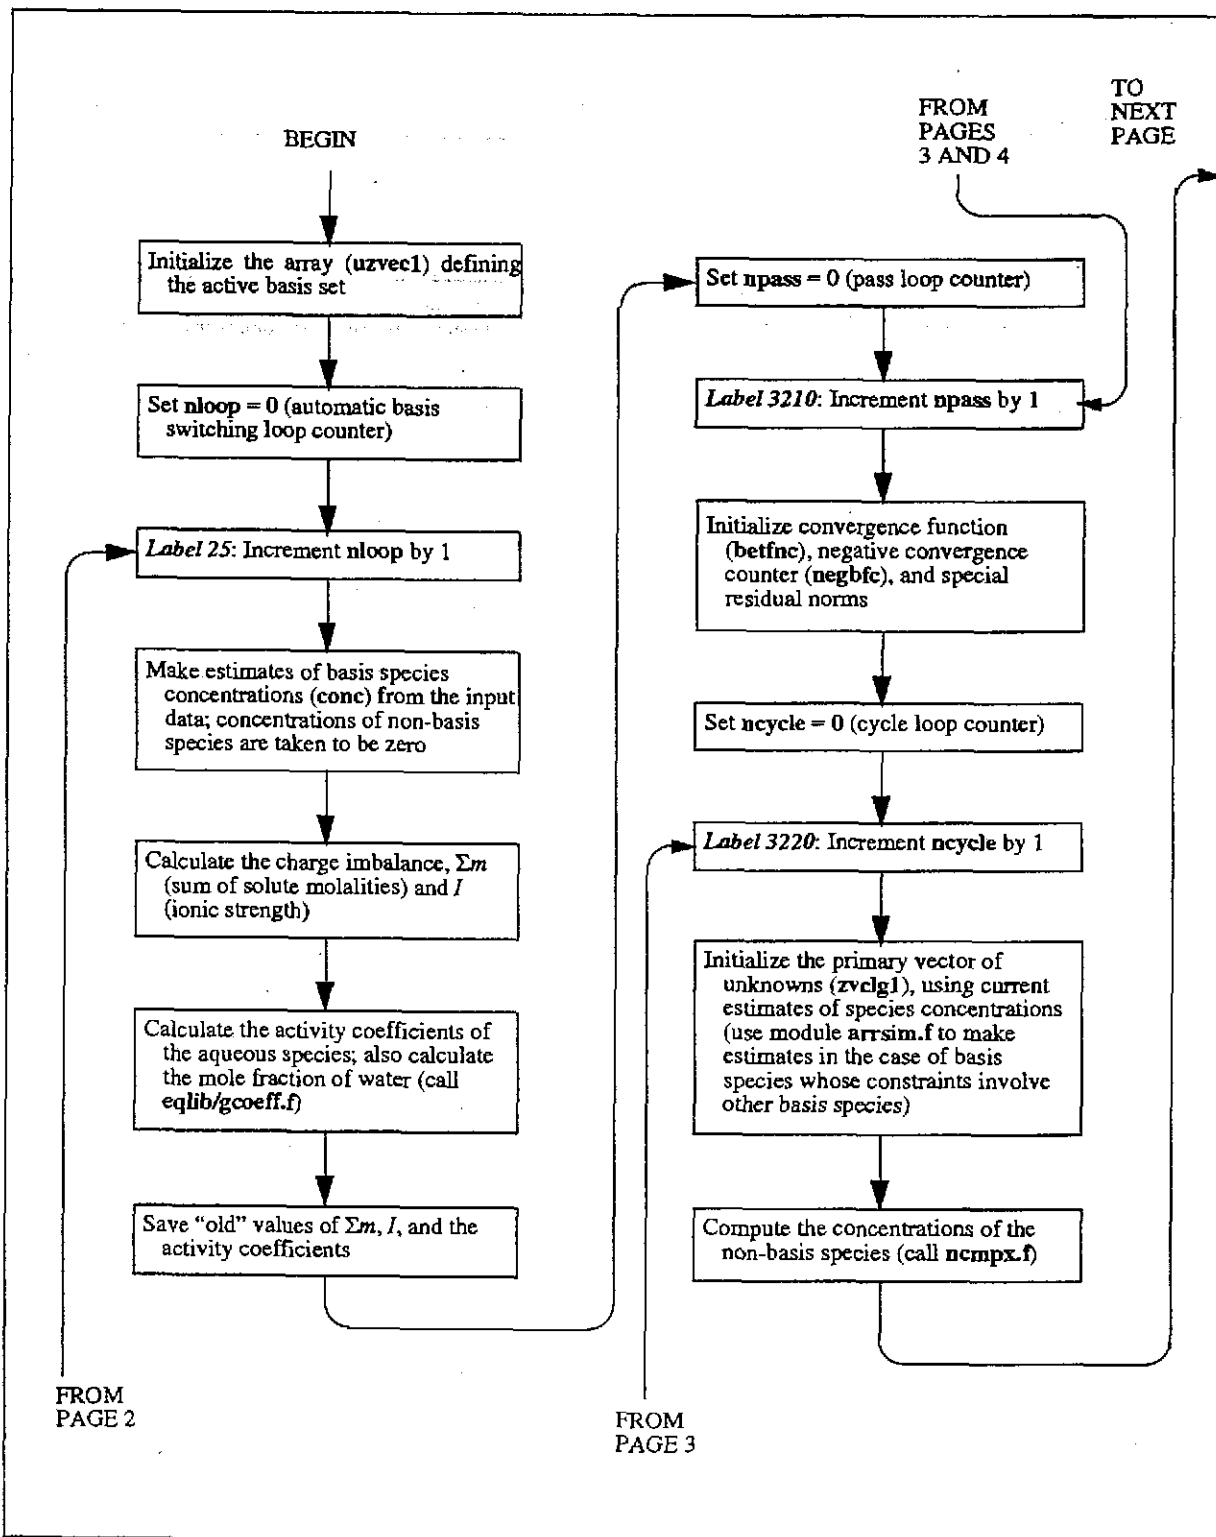 BEGIN
Initialize the array (uzvec1) defining
the active basis set
Set nloop = 0 (automatic basis
switching loop counter)
Label 25: Increment nloop by 1
Make estimates of basis species
concentrations (conc) from the input
data; concentrations of non-basis
species are taken to be zero
Calculate the charge imbalance, Σm
(sum of solute molalities) and I
(ionic strength)
Calculate the activity coefficients of
the aqueous species; also calculate
the mole fraction of water (call
eqlib/gcoeff.f)
Save “old” values of Σm, I, and the
activity coefficients
FROM
PAGE 2
FROM
PAGES
3 AND 4
TO
NEXT
PAGE
Set npass = 0 (pass loop counter)
Label 3210: Increment npass by 1
Initialize convergence function
(betfnc), negative convergence
counter (negbfc), and special
residual norms
Set ncycle = 0 (cycle loop counter)
Label 3220: Increment ncycle by 1
Initialize the primary vector of
unknowns (zvclg1), using current
estimates of species concentrations
(use module arrsim.f to make
estimates in the case of basis
species whose constraints involve
other basis species)
Compute the concentrations of the
non-basis species (call ncmpx.f)
FROM
PAGE 3